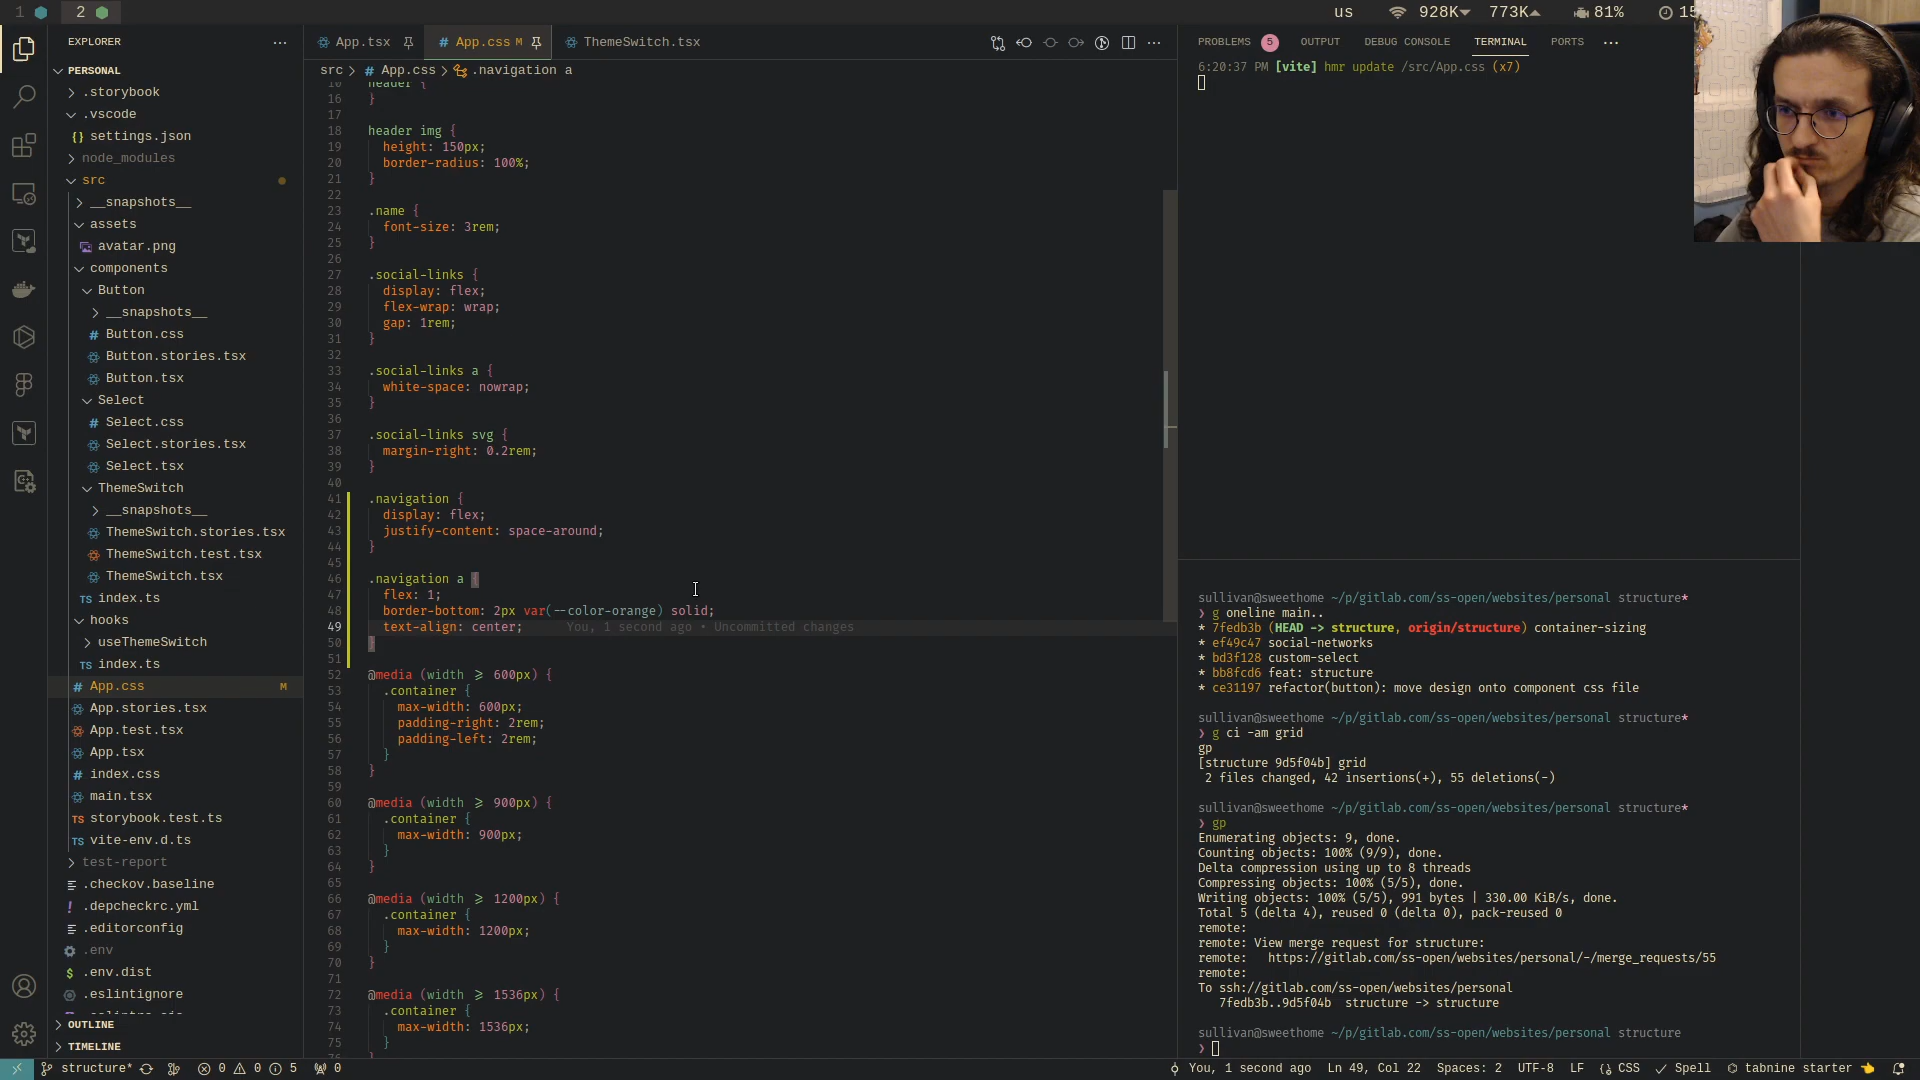 1
2
us
928K
773K
81%
15
EXPLORER
PERSONAL
.storybook
.vscode
settings.json
node_modules
src
__snapshots__
assets
avatar.png
components
Button
__snapshots__
Button.css
Button.stories.tsx
Button.tsx
Select
Select.css
Select.stories.tsx
Select.tsx
ThemeSwitch
__snapshots__
ThemeSwitch.stories.tsx
ThemeSwitch.test.tsx
ThemeSwitch.tsx
index.ts
hooks
useThemeSwitch
index.ts
App.css M
App.stories.tsx
App.test.tsx
App.tsx
index.css
main.tsx
storybook.test.ts
vite-env.d.ts
test-report
.checkov.baseline
.depcheckrc.yml
.editorconfig
.env
.env.dist
.eslintignore
OUTLINE
TIMELINE
App.tsx
App.css M
ThemeSwitch.tsx
src > App.css > .navigation a
header {
16 }
17
18 header img {
19 height: 150px;
20 border-radius: 100%;
21 }
22
23 .name {
24 font-size: 3rem;
25 }
26
27 .social-links {
28 display: flex;
29 flex-wrap: wrap;
30 gap: 1rem;
31 }
32
33 .social-links a {
34 white-space: nowrap;
35 }
36
37 .social-links svg {
38 margin-right: 0.2rem;
39 }
40
41 .navigation {
42 display: flex;
43 justify-content: space-around;
44 }
45
46 .navigation a {
47 flex: 1;
48 border-bottom: 2px var(--color-orange) solid;
49 text-align: center; You, 1 second ago • Uncommitted changes
50 }
51
52 @media (width ⩾ 600px) {
53 .container {
54 max-width: 600px;
55 padding-right: 2rem;
56 padding-left: 2rem;
57 }
58 }
59
60 @media (width ⩾ 900px) {
61 .container {
62 max-width: 900px;
63 }
64 }
65
66 @media (width ⩾ 1200px) {
67 .container {
68 max-width: 1200px;
69 }
70 }
71
72 @media (width ⩾ 1536px) {
73 .container {
74 max-width: 1536px;
75 }
PROBLEMS 5 OUTPUT DEBUG CONSOLE TERMINAL PORTS
6:20:37 PM [vite] hmr update /src/App.css (x7)
sullivan@sweethome ~/p/gitlab.com/ss-open/websites/personal structure*
❯ g oneline main..
* 7fedb3b (HEAD -> structure, origin/structure) container-sizing
* ef49c47 social-networks
* bd3f128 custom-select
* bb8fcd6 feat: structure
* ce31197 refactor(button): move design onto component css file
sullivan@sweethome ~/p/gitlab.com/ss-open/websites/personal structure*
❯ g ci -am grid
gp
[structure 9d5f04b] grid
2 files changed, 42 insertions(+), 55 deletions(-)
sullivan@sweethome ~/p/gitlab.com/ss-open/websites/personal structure*
❯ gp
Enumerating objects: 9, done.
Counting objects: 100% (9/9), done.
Delta compression using up to 8 threads
Compressing objects: 100% (5/5), done.
Writing objects: 100% (5/5), 991 bytes | 330.00 KiB/s, done.
Total 5 (delta 4), reused 0 (delta 0), pack-reused 0
remote:
remote: View merge request for structure:
remote: https://gitlab.com/ss-open/websites/personal/-/merge_requests/55
remote:
To ssh://gitlab.com/ss-open/websites/personal
7fedb3b..9d5f04b structure -> structure
sullivan@sweethome ~/p/gitlab.com/ss-open/websites/personal structure
❯
structure* 0 0 5 0
You, 1 second ago Ln 49, Col 22 Spaces: 2 UTF-8 LF CSS Spell tabnine starter